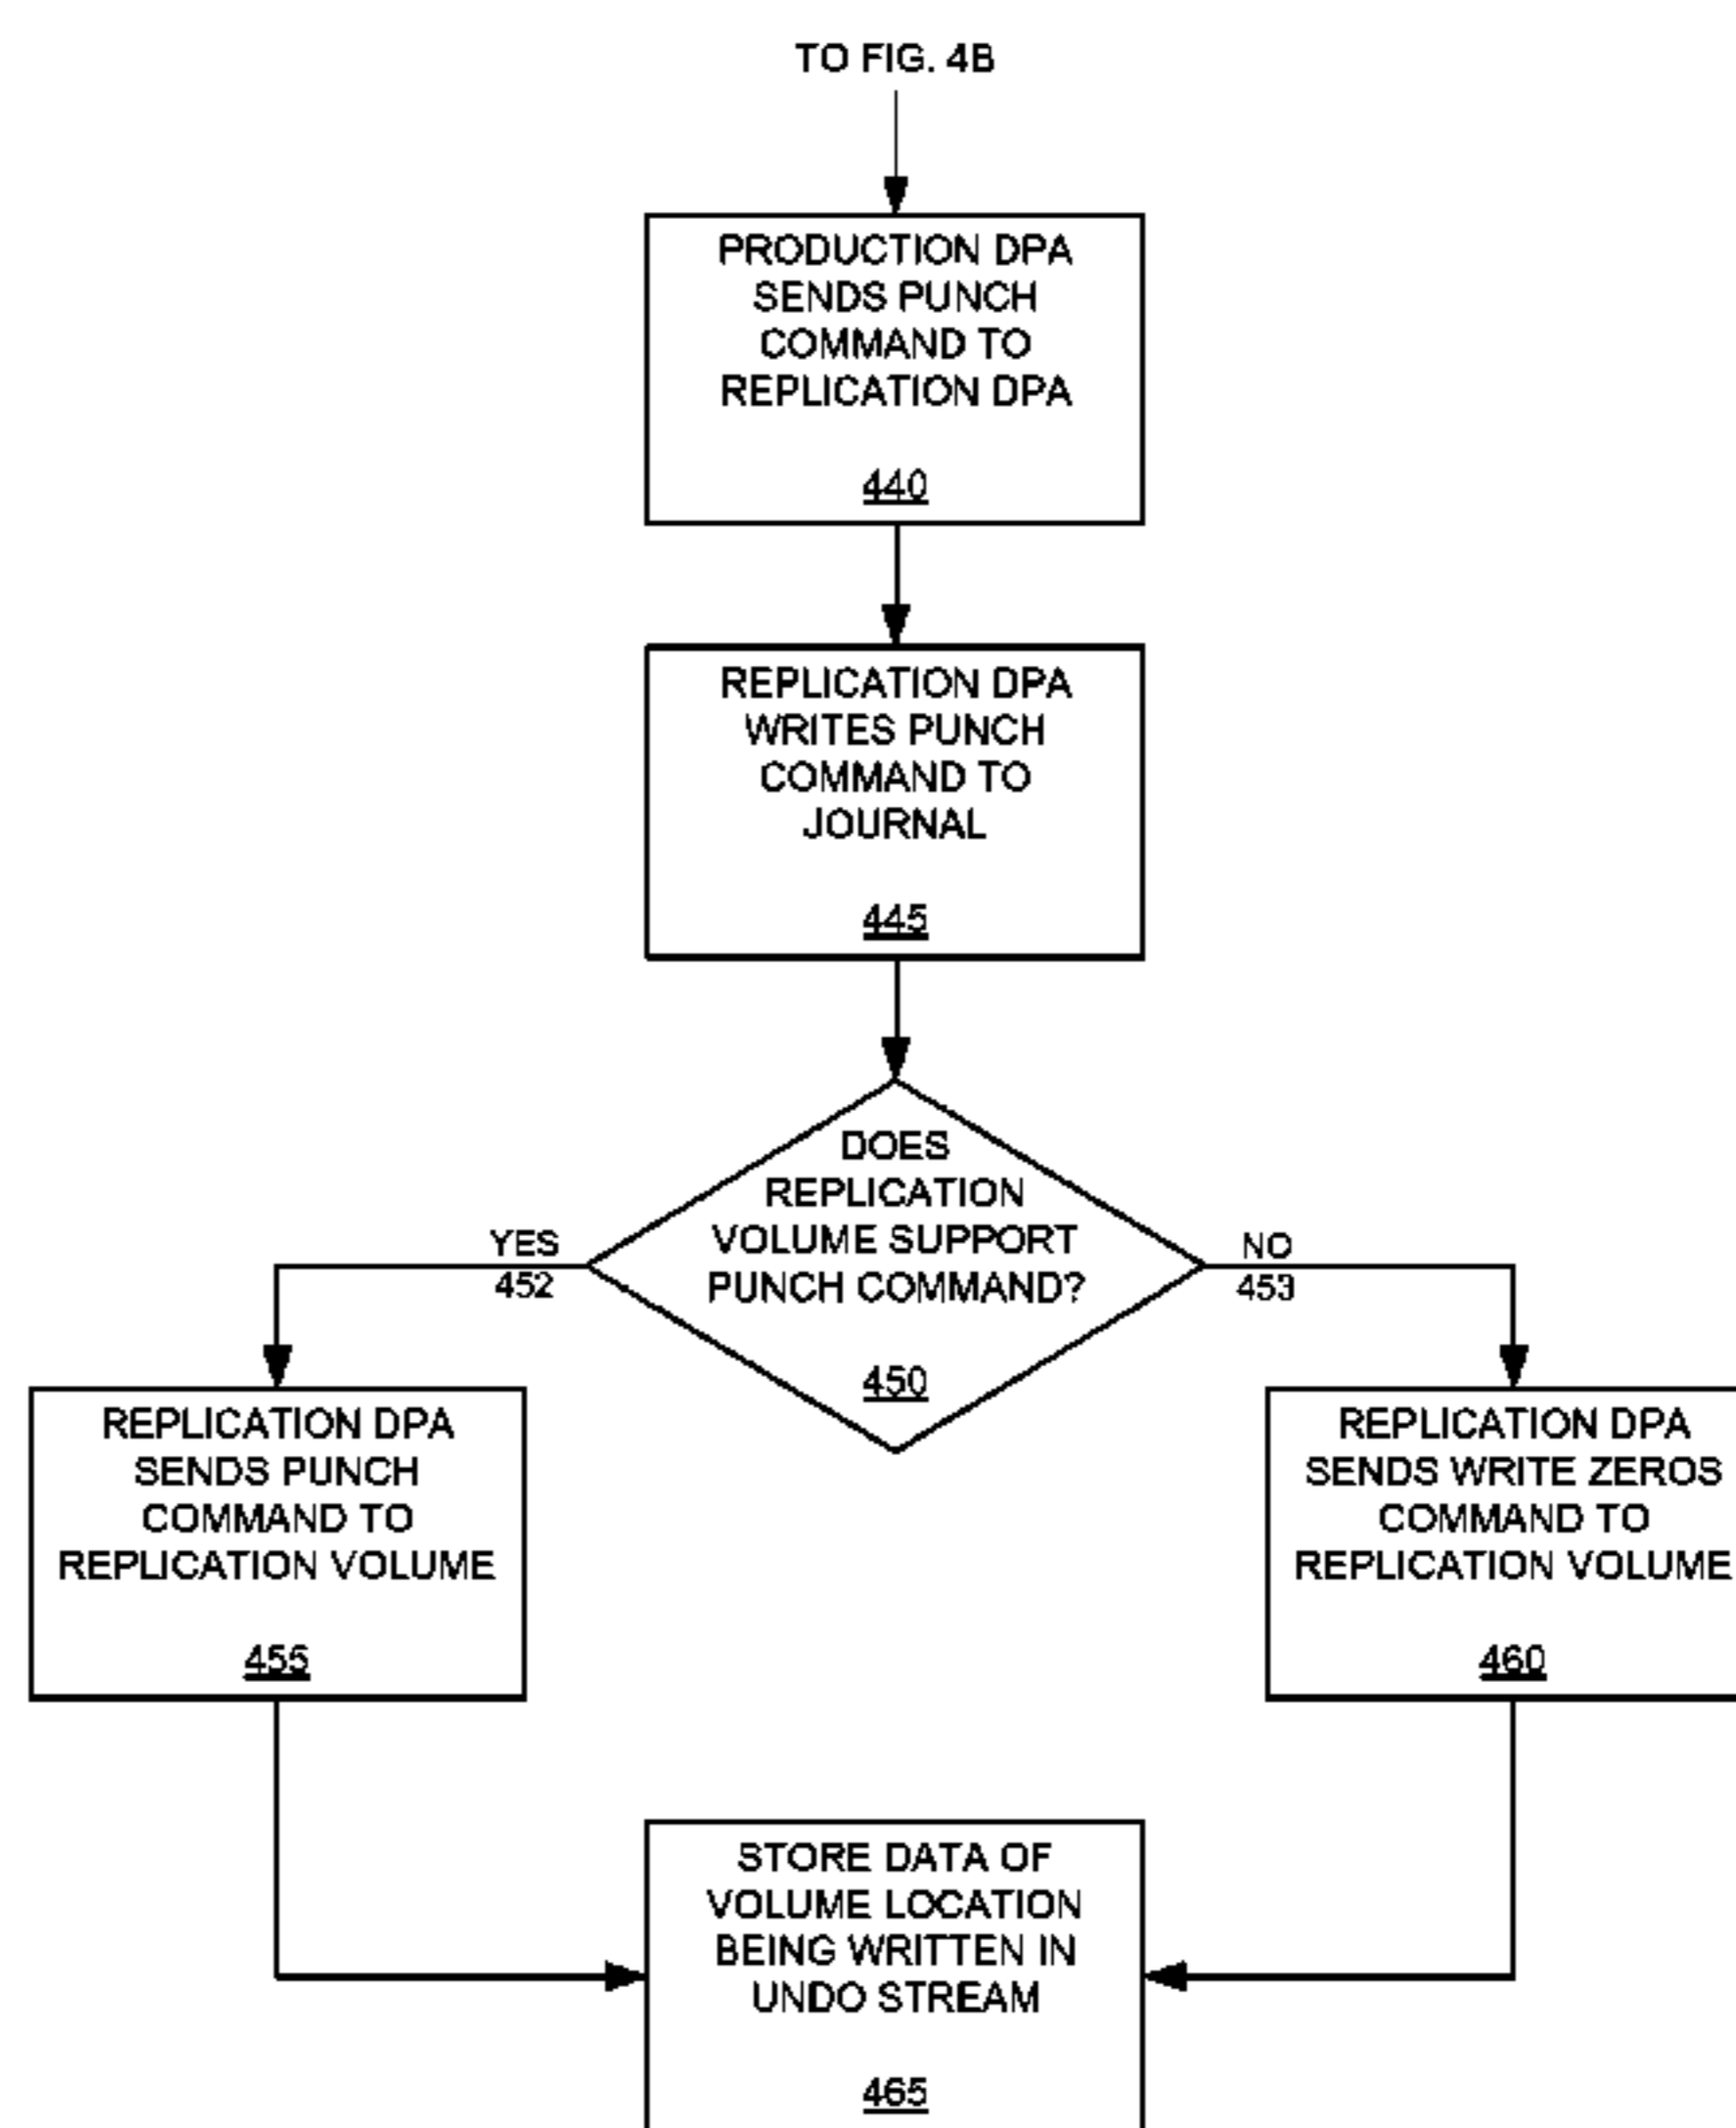 TO FIG. 4B
PRODUCTION DPA
SENDS PUNCH
COMMAND TO
REPLICATION DPA
440
REPLICATION DPA
WRITES PUNCH
COMMAND TO
JOURNAL
445
DOES
REPLICATION
VOLUME SUPPORT
PUNCH COMMAND?
450
YES
452
NO
453
REPLICATION DPA
SENDS PUNCH
COMMAND TO
REPLICATION VOLUME
455
REPLICATION DPA
SENDS WRITE ZEROS
COMMAND TO
REPLICATION VOLUME
460
STORE DATA OF
VOLUME LOCATION
BEING WRITTEN IN
UNDO STREAM
465